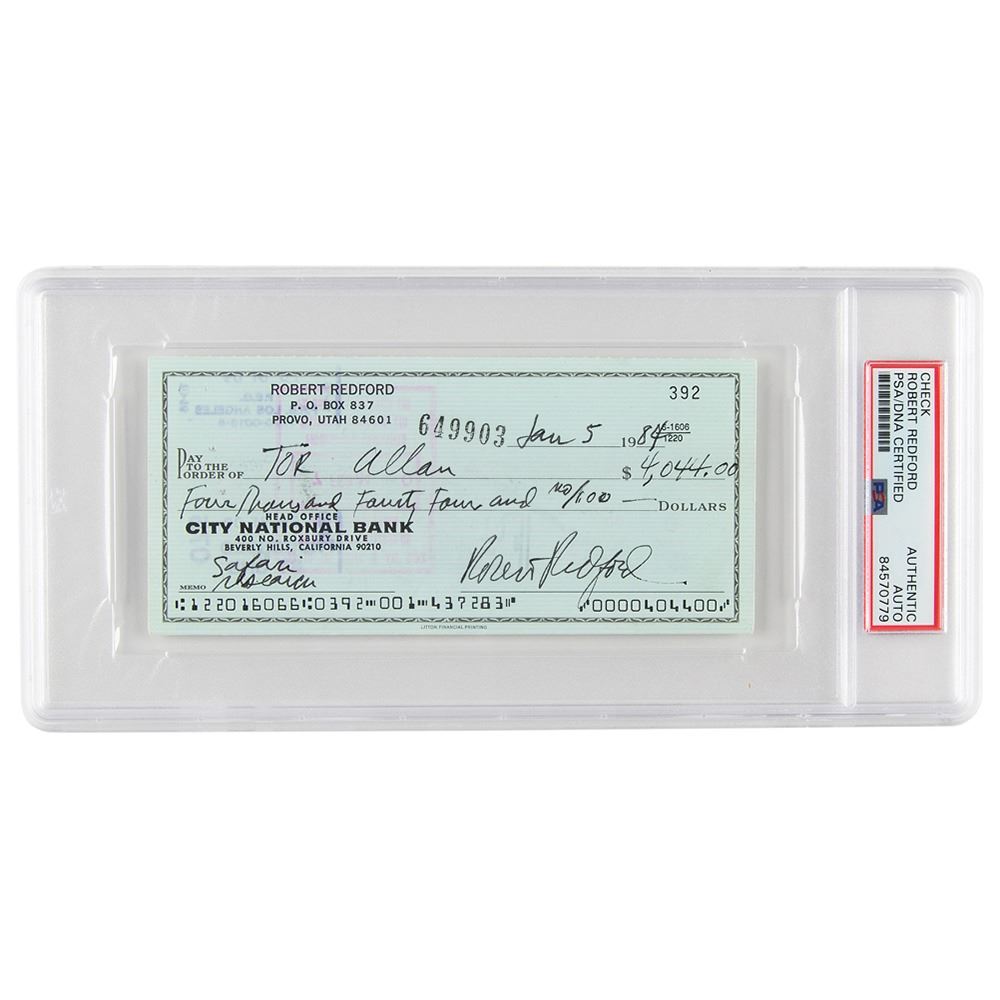 ROBERT REDFORD
P. O. BOX 837
PROVO, UTAH 84601
392
649903 Jan 5 1984 16-1606
1220
PAY TO THE ORDER OF TOR Allan $ 4,044.00
Four Thousand Fourty Four and no/100 — DOLLARS
HEAD OFFICE
CITY NATIONAL BANK
400 NO. ROXBURY DRIVE
BEVERLY HILLS, CALIFORNIA 90210
MEMO Safari
research
Robert Redford
⑆122016066⑆0392⑈001⑈437283⑈ ⑈0000404400⑈
LITTON FINANCIAL PRINTING
CHECK
ROBERT REDFORD
PSA/DNA CERTIFIED
PSA
AUTHENTIC
AUTO
84570779